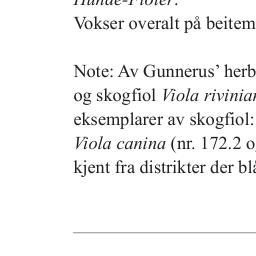 Hunde-Fioler.
Vokser overalt på beitem
Note: Av Gunnerus’ herb
og skogfiol Viola rivinian
eksemplarer av skogfiol:
Viola canina (nr. 172.2 o
kjent fra distrikter der blå